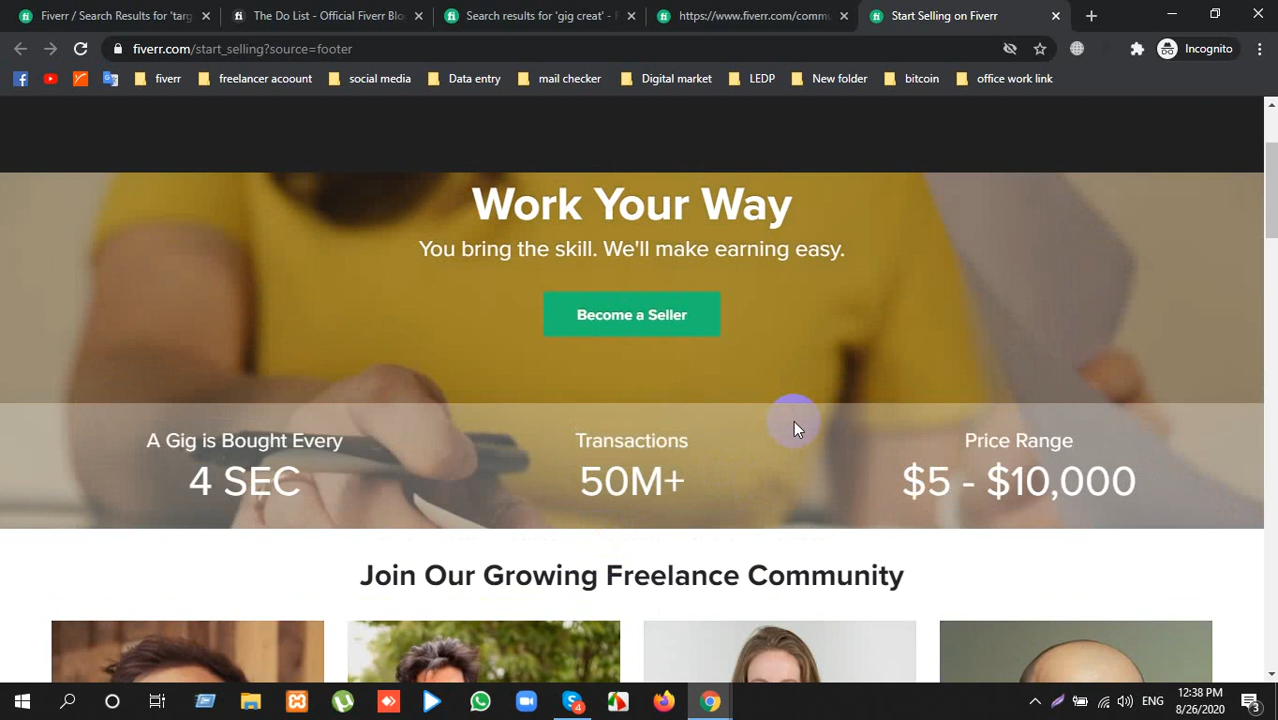 Fiverr / Search Results for 'targ
The Do List - Official Fiverr Blo
Search results for 'gig creat' - F
https://www.fiverr.com/commu
Start Selling on Fiverr
fiverr.com/start_selling?source=footer
Incognito
fiverr
freelancer acoount
social media
Data entry
mail checker
Digital market
LEDP
New folder
bitcoin
office work link
Work Your Way
You bring the skill. We'll make earning easy.
Become a Seller
A Gig is Bought Every
4 SEC
Transactions
50M+
Price Range
$5 - $10,000
Join Our Growing Freelance Community
4
ENG
12:38 PM
8/26/2020
3